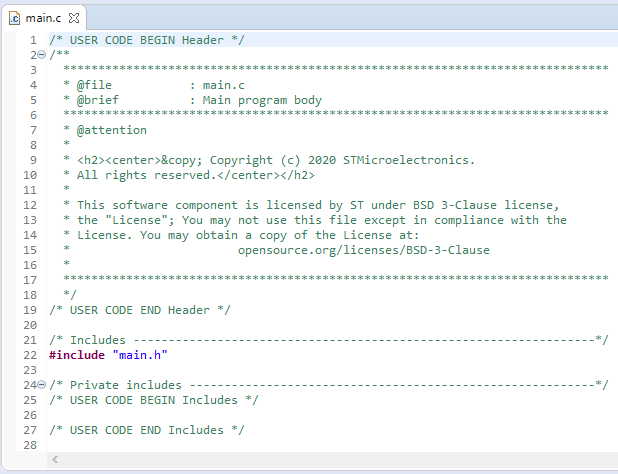 main.c
1 /* USER CODE BEGIN Header */
2 /**
3 ******************************************************************************
4 * @file : main.c
5 * @brief : Main program body
6 ******************************************************************************
7 * @attention
8 *
9 * <h2><center>&copy; Copyright (c) 2020 STMicroelectronics.
10 * All rights reserved.</center></h2>
11 *
12 * This software component is licensed by ST under BSD 3-Clause license,
13 * the "License"; You may not use this file except in compliance with the
14 * License. You may obtain a copy of the License at:
15 * opensource.org/licenses/BSD-3-Clause
16 *
17 ******************************************************************************
18 */
19 /* USER CODE END Header */
20
21 /* Includes ------------------------------------------------------------------*/
22 #include "main.h"
23
24 /* Private includes ----------------------------------------------------------*/
25 /* USER CODE BEGIN Includes */
26
27 /* USER CODE END Includes */
28